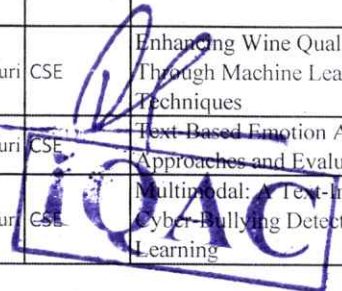 Enhancing Wine Qual
uri CSE Through Machine Lea
Techniques
uri CSE Text-Based Emotion A
Approaches and Evalu
Multimodal: A Text-I
uri CSE Cyber-Bullying Detect
Learning
IQAC